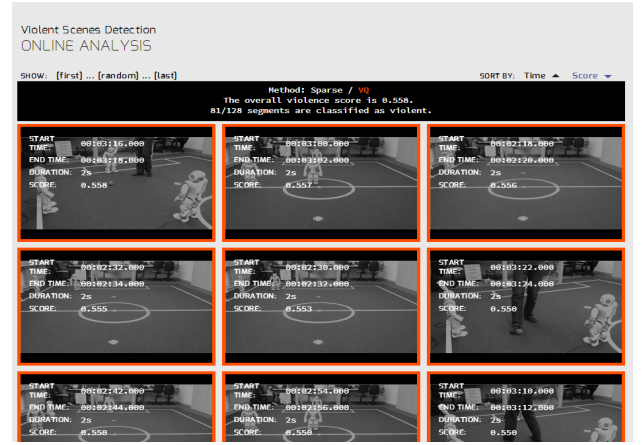 Violent Scenes Detection
ONLINE ANALYSIS
SHOW: [first] ... [random] ... [last]
SORT BY: Time ▲ Score ▼
Method: Sparse / VQ
The overall violence score is 0.558.
81/128 segments are classified as violent.
START TIME: 00:03:16.000
END TIME: 00:03:18.000
DURATION: 2s
SCORE: 0.558
START TIME: 00:03:00.000
END TIME: 00:03:02.000
DURATION: 2s
SCORE: 0.557
START TIME: 00:02:18.000
END TIME: 00:02:20.000
DURATION: 2s
SCORE: 0.556
START TIME: 00:02:32.000
END TIME: 00:02:34.000
DURATION: 2s
SCORE: 0.555
START TIME: 00:02:30.000
END TIME: 00:02:32.000
DURATION: 2s
SCORE: 0.553
START TIME: 00:03:22.000
END TIME: 00:03:24.000
DURATION: 2s
SCORE: 0.550
START TIME: 00:02:42.000
END TIME: 00:02:44.000
DURATION: 2s
SCORE: 0.550
START TIME: 00:02:54.000
END TIME: 00:02:56.000
DURATION: 2s
SCORE: 0.550
START TIME: 00:03:10.000
END TIME: 00:03:12.000
DURATION: 2s
SCORE: 0.550